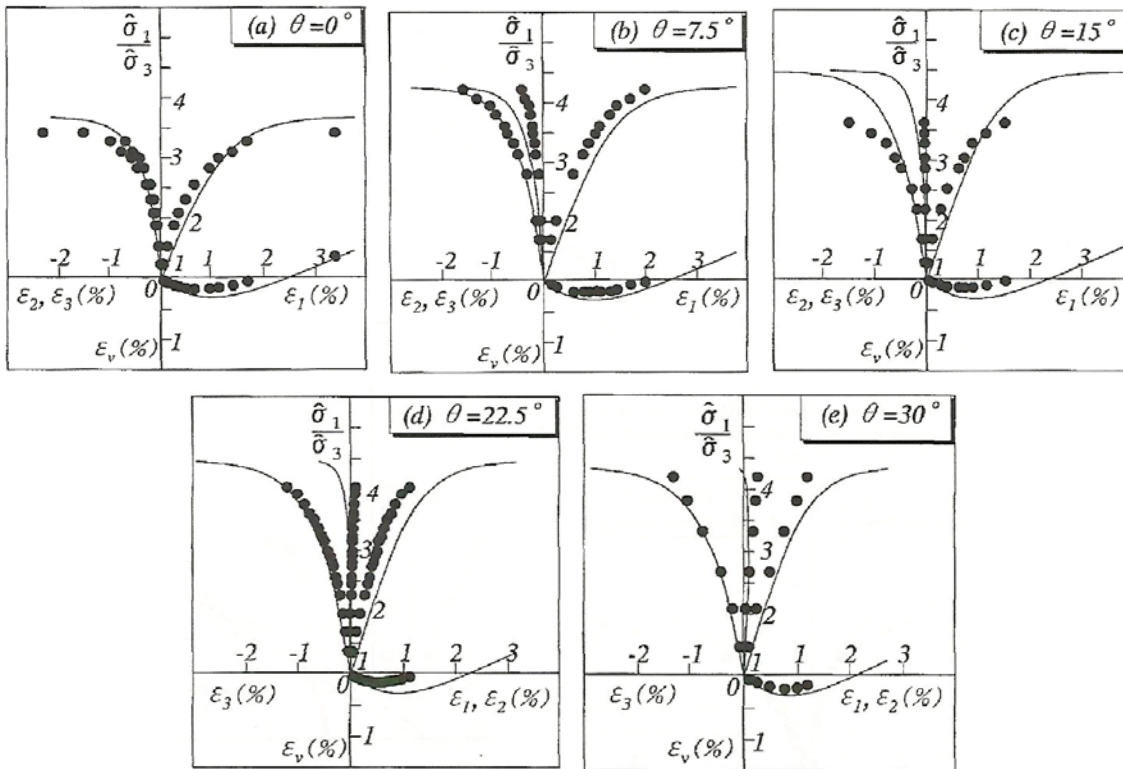 (a) θ=0°
σ̂1
σ̂3
4
3
2
1
-2 -1 0 1 2 3
ε2, ε3(%) ε1(%)
1
εv(%)
(b) θ=7.5°
σ̂1
σ̂3
4
3
2
1
-2 -1 0 1 2 3
ε2, ε3(%) ε1(%)
1
εv(%)
(c) θ=15°
σ̂1
σ̂3
4
3
2
1
-2 -1 0 1 2 3
ε2, ε3(%) ε1(%)
1
εv(%)
(d) θ=22.5°
σ̂1
σ̂3
4
3
2
1
-2 -1 0 1 2 3
ε3(%) ε1, ε2(%)
1
εv(%)
(e) θ=30°
σ̂1
σ̂3
4
3
2
1
-2 -1 0 1 2 3
ε3(%) ε1, ε2(%)
1
εv(%)